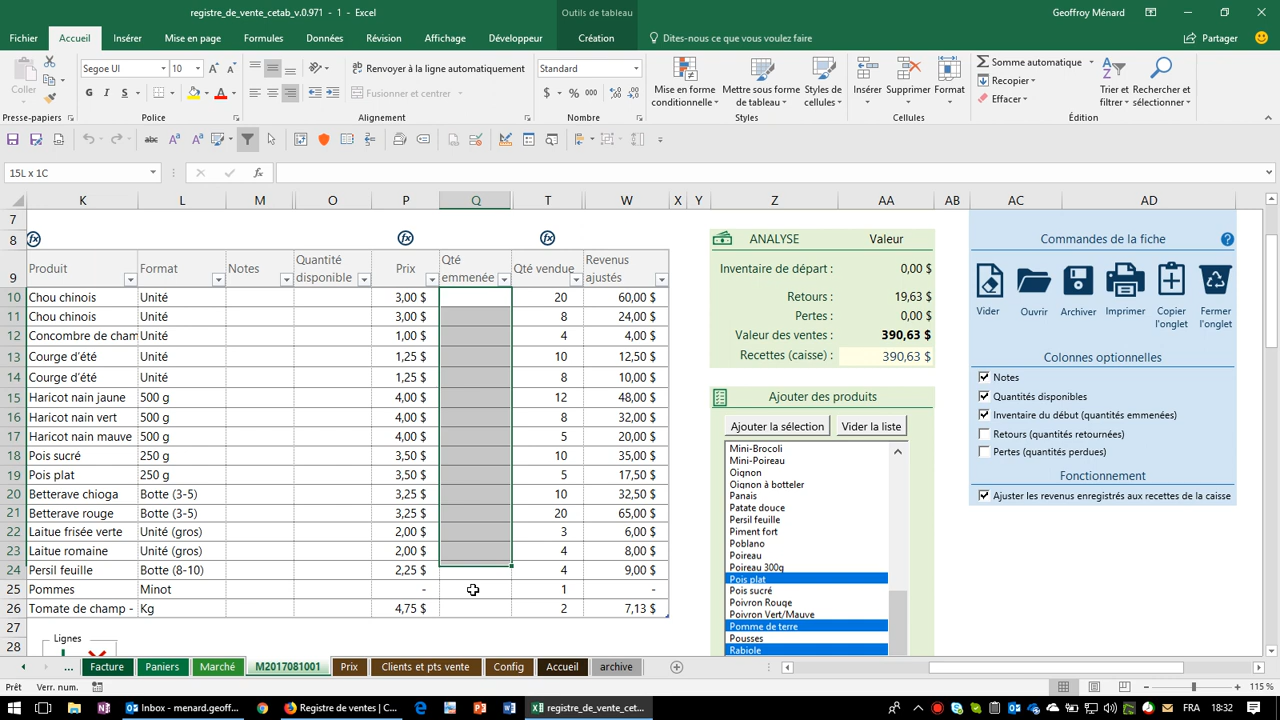 registre_de_vente_cetab_v.0.971 - 1 - Excel
Outils de tableau
Geoffroy Ménard
Fichier Accueil Insérer Mise en page Formules Données Révision Affichage Développeur Création Dites-nous ce que vous voulez faire Partager
Coller
Segoe UI 10
Renvoyer à la ligne automatiquement
Fusionner et centrer
Standard
Mise en forme conditionnelle
Mettre sous forme de tableau
Styles de cellules
Insérer Supprimer Format
Somme automatique
Recopier
Effacer
Trier et filtrer
Rechercher et sélectionner
Presse-papiers Police Alignement Nombre Styles Cellules Édition
15L x 1C
K L M O P Q T W X Y Z AA AB AC AD
7
8
9 Produit Format Notes Quantité disponible Prix Qté emmenée Qté vendue Revenus ajustés
10 Chou chinois Unité 3,00 $ 20 60,00 $
11 Chou chinois Unité 3,00 $ 8 24,00 $
12 Concombre de cham Unité 1,00 $ 4 4,00 $
13 Courge d'été Unité 1,25 $ 10 12,50 $
14 Courge d'été Unité 1,25 $ 8 10,00 $
15 Haricot nain jaune 500 g 4,00 $ 12 48,00 $
16 Haricot nain vert 500 g 4,00 $ 8 32,00 $
17 Haricot nain mauve 500 g 4,00 $ 5 20,00 $
18 Pois sucré 250 g 3,50 $ 10 35,00 $
19 Pois plat 250 g 3,50 $ 5 17,50 $
20 Betterave chioga Botte (3-5) 3,25 $ 10 32,50 $
21 Betterave rouge Botte (3-5) 3,25 $ 20 65,00 $
22 Laitue frisée verte Unité (gros) 2,00 $ 3 6,00 $
23 Laitue romaine Unité (gros) 2,00 $ 4 8,00 $
24 Persil feuille Botte (8-10) 2,25 $ 4 9,00 $
25 Pommes Minot - 1 -
26 Tomate de champ - Kg 4,75 $ 2 7,13 $
27
28
Lignes
ANALYSE Valeur
Inventaire de départ : 0,00 $
Retours : 19,63 $
Pertes : 0,00 $
Valeur des ventes : 390,63 $
Recettes (caisse) : 390,63 $
Ajouter des produits
Ajouter la sélection Vider la liste
Mini-Brocoli
Mini-Poireau
Oignon
Oignon à botteler
Panais
Patate douce
Persil feuille
Piment fort
Poblano
Poireau
Poireau 300g
Pois plat
Pois sucré
Poivron Rouge
Poivron Vert/Mauve
Pomme de terre
Pousses
Rabiole
Commandes de la fiche
Vider Ouvrir Archiver Imprimer Copier l'onglet Fermer l'onglet
Colonnes optionnelles
Notes
Quantités disponibles
Inventaire du début (quantités emmenées)
Retours (quantités retournées)
Pertes (quantités perdues)
Fonctionnement
Ajuster les revenus enregistrés aux recettes de la caisse
... Facture Paniers Marché M2017081001 Prix Clients et pts vente Config Accueil archive
Prêt Verr. num. 115 %
Inbox - menard.geoff... Registre de ventes | C... registre_de_vente_cet... FRA 18:32